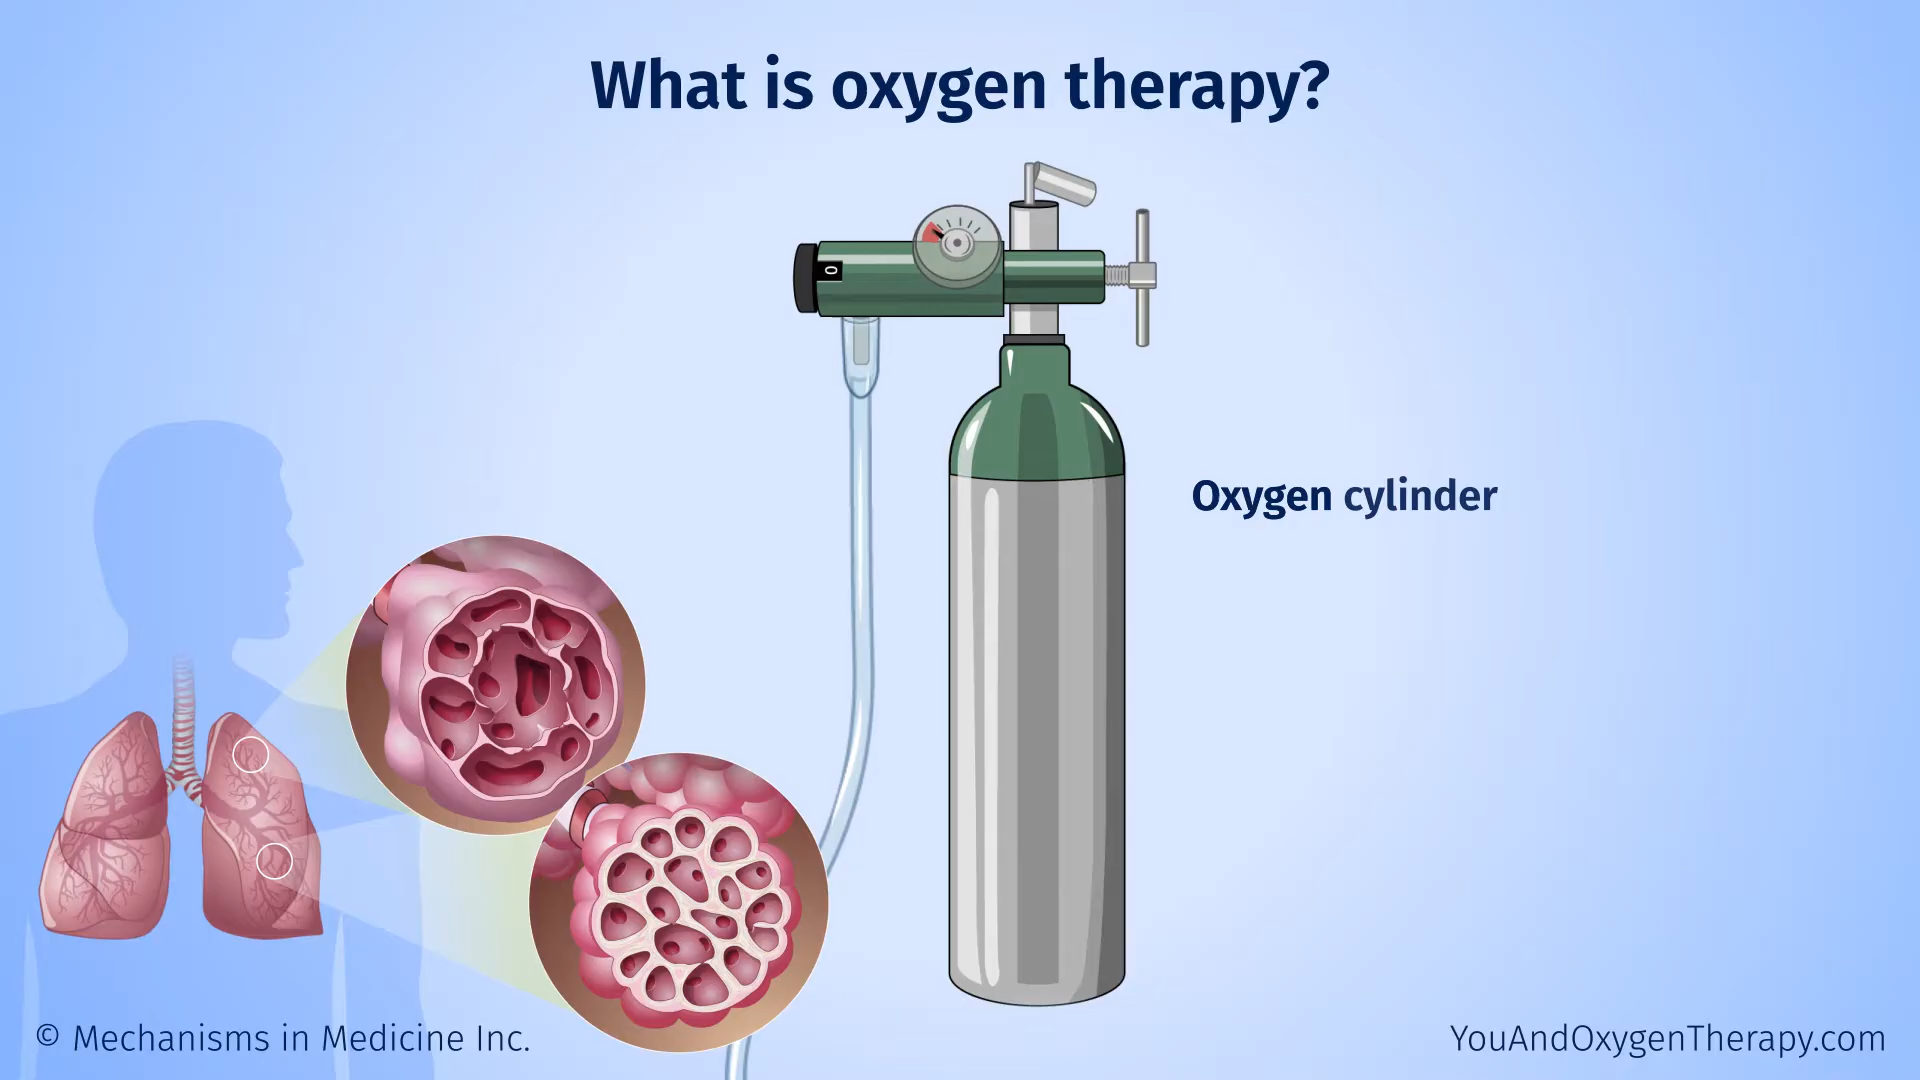 What is oxygen therapy?
0
Oxygen cylinder
© Mechanisms in Medicine Inc.
YouAndOxygenTherapy.com